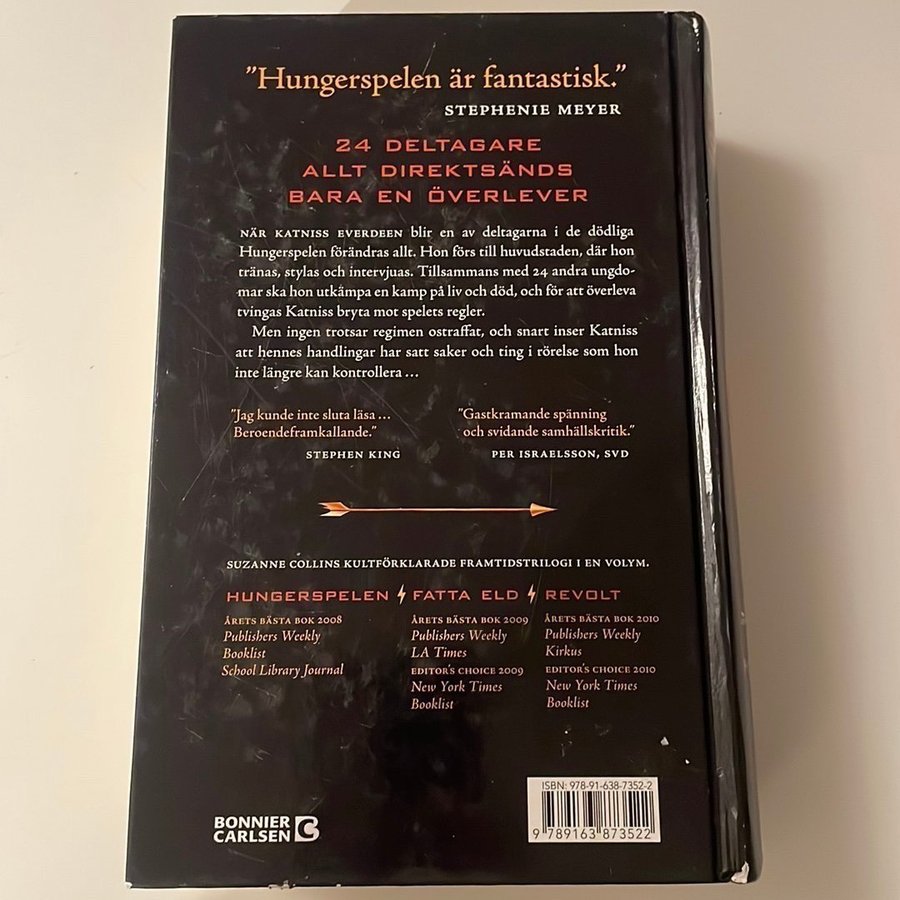 "Hungerspelen är fantastisk."
STEPHENIE MEYER
24 DELTAGARE
ALLT DIREKTSÄNDS
BARA EN ÖVERLEVER
NÄR KATNISS EVERDEEN blir en av deltagarna i de dödliga
Hungerspelen förändras allt. Hon förs till huvudstaden, där hon
tränas, stylas och intervjuas. Tillsammans med 24 andra ungdo-
mar ska hon utkämpa en kamp på liv och död, och för att överleva
tvingas Katniss bryta mot spelets regler.
Men ingen trotsar regimen ostraffat, och snart inser Katniss
att hennes handlingar har satt saker och ting i rörelse som hon
inte längre kan kontrollera ...
"Jag kunde inte sluta läsa ...
Beroendeframkallande."
STEPHEN KING
"Gastkramande spänning
och svidande samhällskritik."
PER ISRAELSSON, SVD
SUZANNE COLLINS KULTFÖRKLARADE FRAMTIDSTRILOGI I EN VOLYM.
HUNGERSPELEN FATTA ELD REVOLT
ÅRETS BÄSTA BOK 2008
Publishers Weekly
Booklist
School Library Journal
ÅRETS BÄSTA BOK 2009
Publishers Weekly
LA Times
EDITOR'S CHOICE 2009
New York Times
Booklist
ÅRETS BÄSTA BOK 2010
Publishers Weekly
Kirkus
EDITOR'S CHOICE 2010
New York Times
Booklist
BONNIER
CARLSEN
ISBN: 978-91-638-7352-2
9 789163 873522